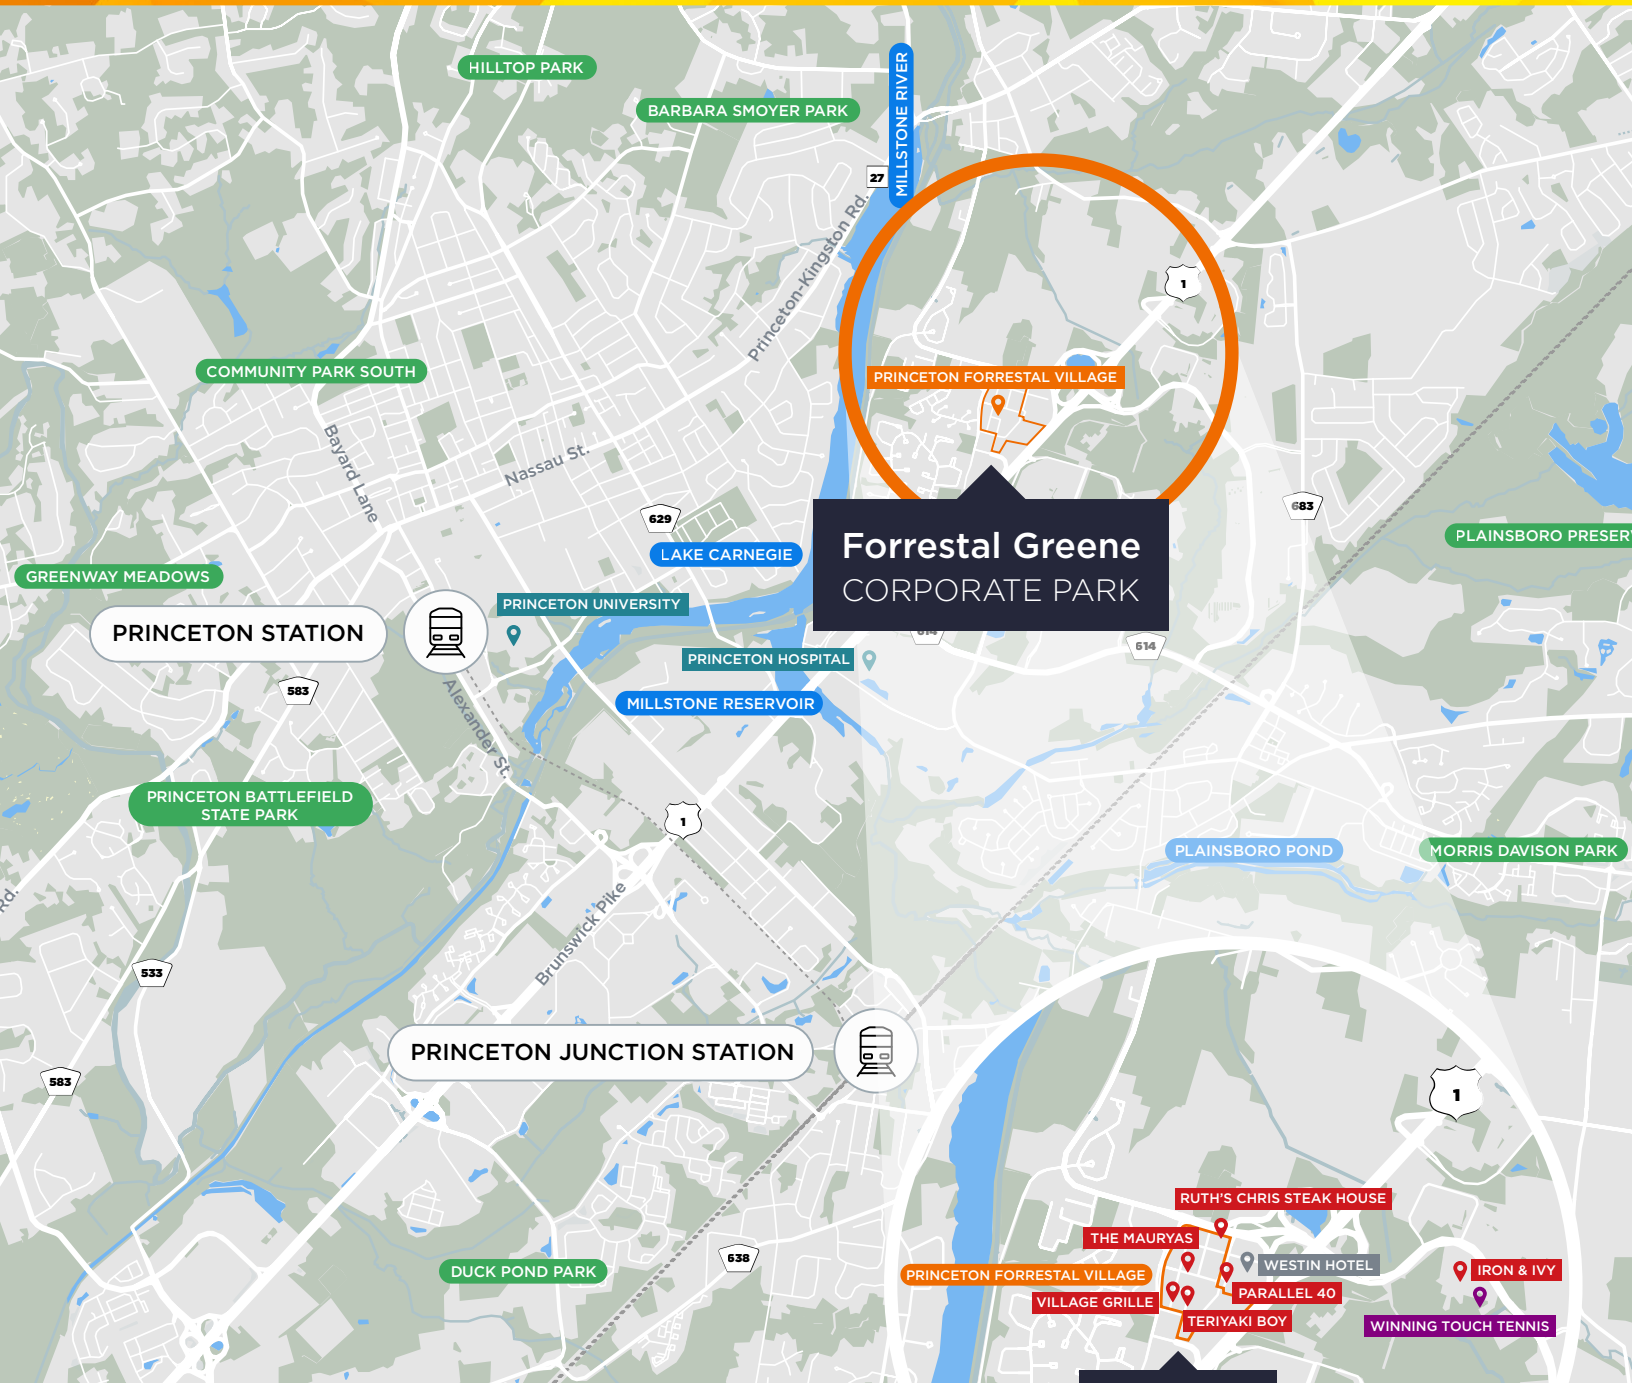 HILLTOP PARK
BARBARA SMOYER PARK
MILLSTONE RIVER
27
Princeton-Kingston Rd.
1
COMMUNITY PARK SOUTH
PRINCETON FORRESTAL VILLAGE
Bayard Lane
Nassau St.
629
683
LAKE CARNEGIE
Forrestal Greene
CORPORATE PARK
PLAINSBORO PRESER
GREENWAY MEADOWS
PRINCETON STATION
PRINCETON UNIVERSITY
614
614
PRINCETON HOSPITAL
583
MILLSTONE RESERVOIR
Alexander St.
PRINCETON BATTLEFIELD
STATE PARK
1
PLAINSBORO POND
MORRIS DAVISON PARK
Rd.
Brunswick Pike
533
PRINCETON JUNCTION STATION
583
1
RUTH'S CHRIS STEAK HOUSE
THE MAURYAS
638
DUCK POND PARK
PRINCETON FORRESTAL VILLAGE
WESTIN HOTEL
IRON & IVY
VILLAGE GRILLE
PARALLEL 40
TERIYAKI BOY
WINNING TOUCH TENNIS